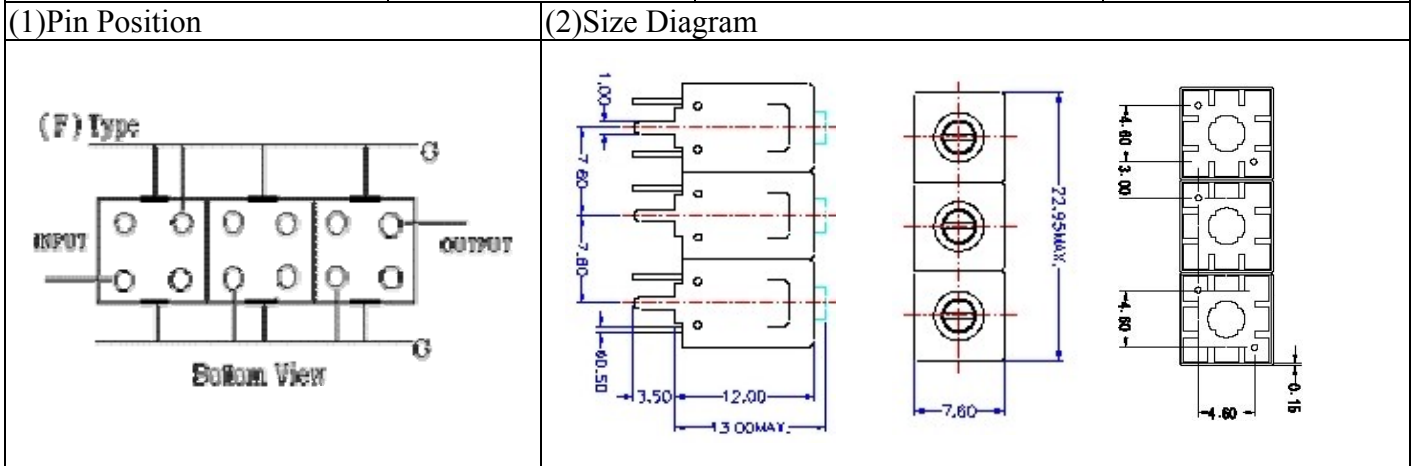 (1)Pin Position
(2)Size Diagram
(F) Type
G
INPUT
OUTPUT
G
Bottom View
1.00
7.60
7.60
ø0.50
3.50
12.00
13.00MAX.
22.95MAX.
7.60
4.60
3.00
4.60
0.15
4.60